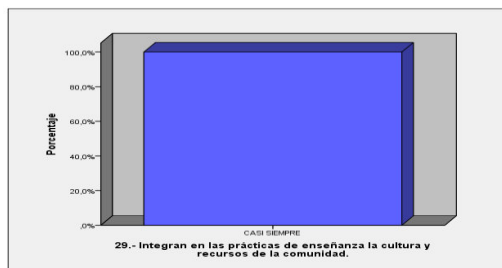 100,0%
80,0%
60,0%
40,0%
20,0%
,0%
Porcentaje
CASI SIEMPRE
29.- Integran en las prácticas de enseñanza la cultura y
recursos de la comunidad.